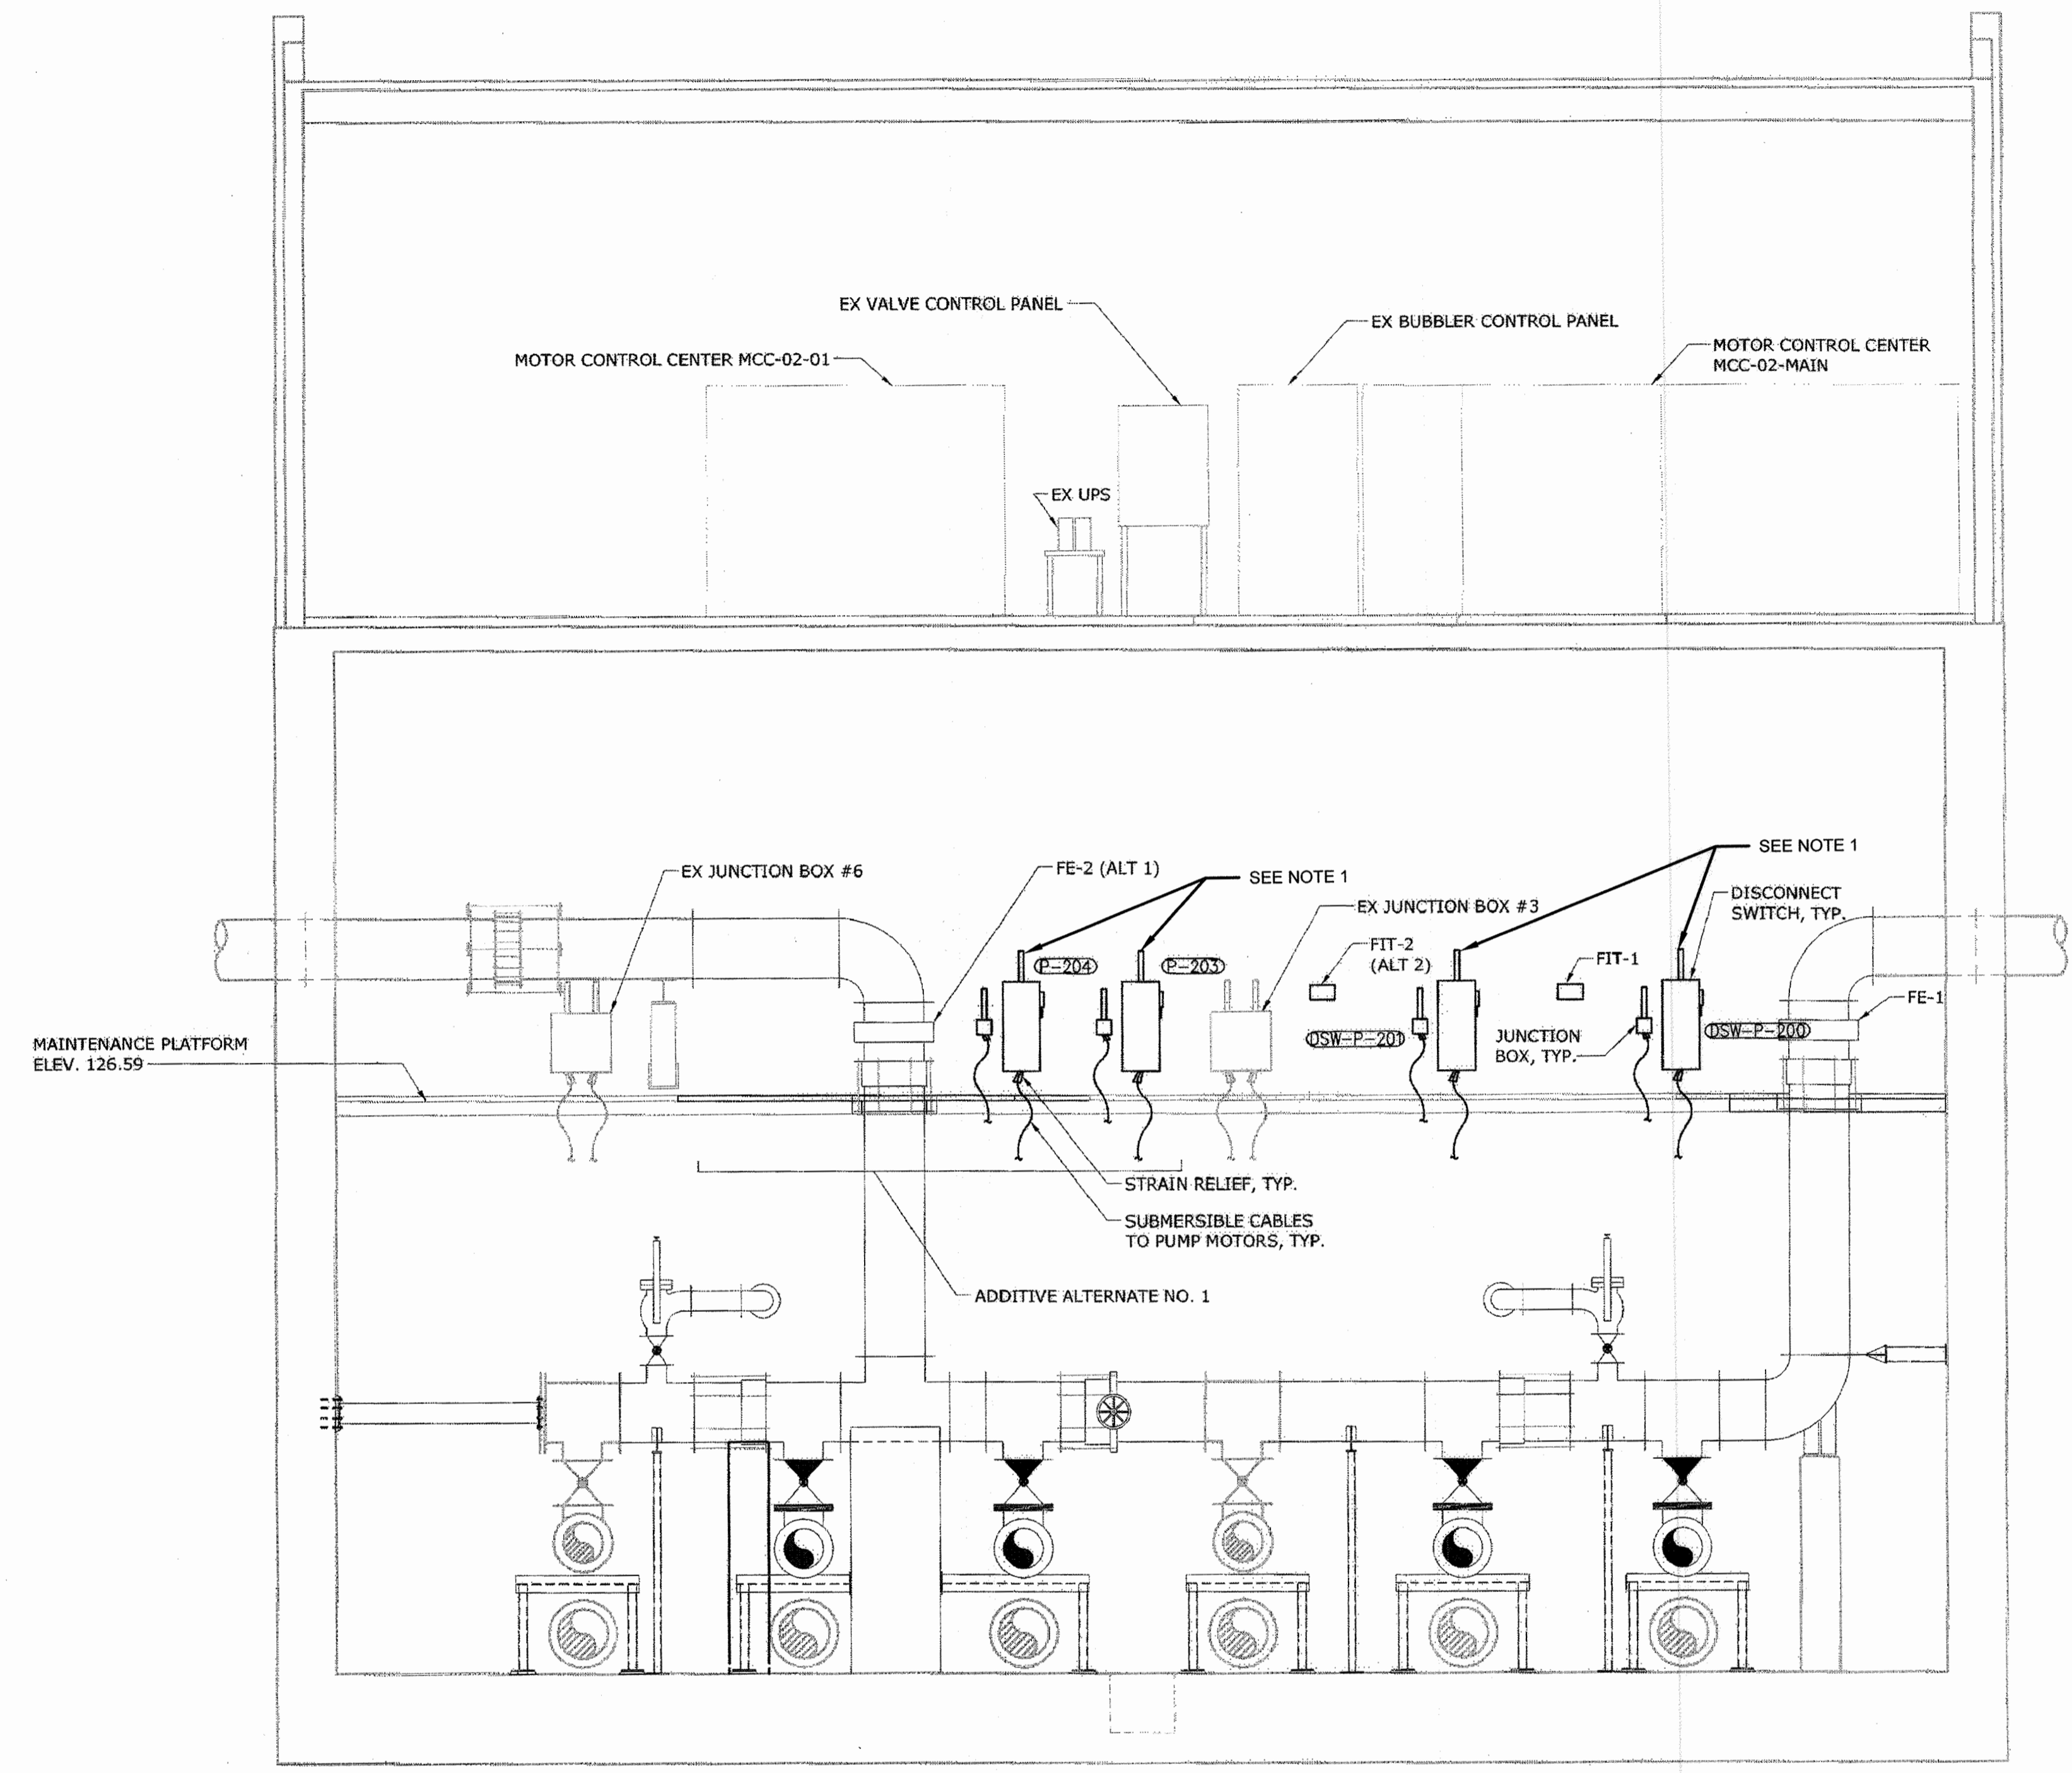 EX VALVE CONTROL PANEL
EX BUBBLER CONTROL PANEL
MOTOR CONTROL CENTER MCC-02-01
MOTOR CONTROL CENTER
MCC-02-MAIN
EX UPS
SEE NOTE 1
EX JUNCTION BOX #6
FE-2 (ALT 1)
SEE NOTE 1
DISCONNECT
SWITCH, TYP.
EX JUNCTION BOX #3
FIT-2
(ALT 2)
FIT-1
P-204
P-203
FE-1
DSW-P-201
JUNCTION
BOX, TYP.
DSW-P-200
MAINTENANCE PLATFORM
ELEV. 126.59
STRAIN RELIEF, TYP.
SUBMERSIBLE CABLES
TO PUMP MOTORS, TYP.
ADDITIVE ALTERNATE NO. 1